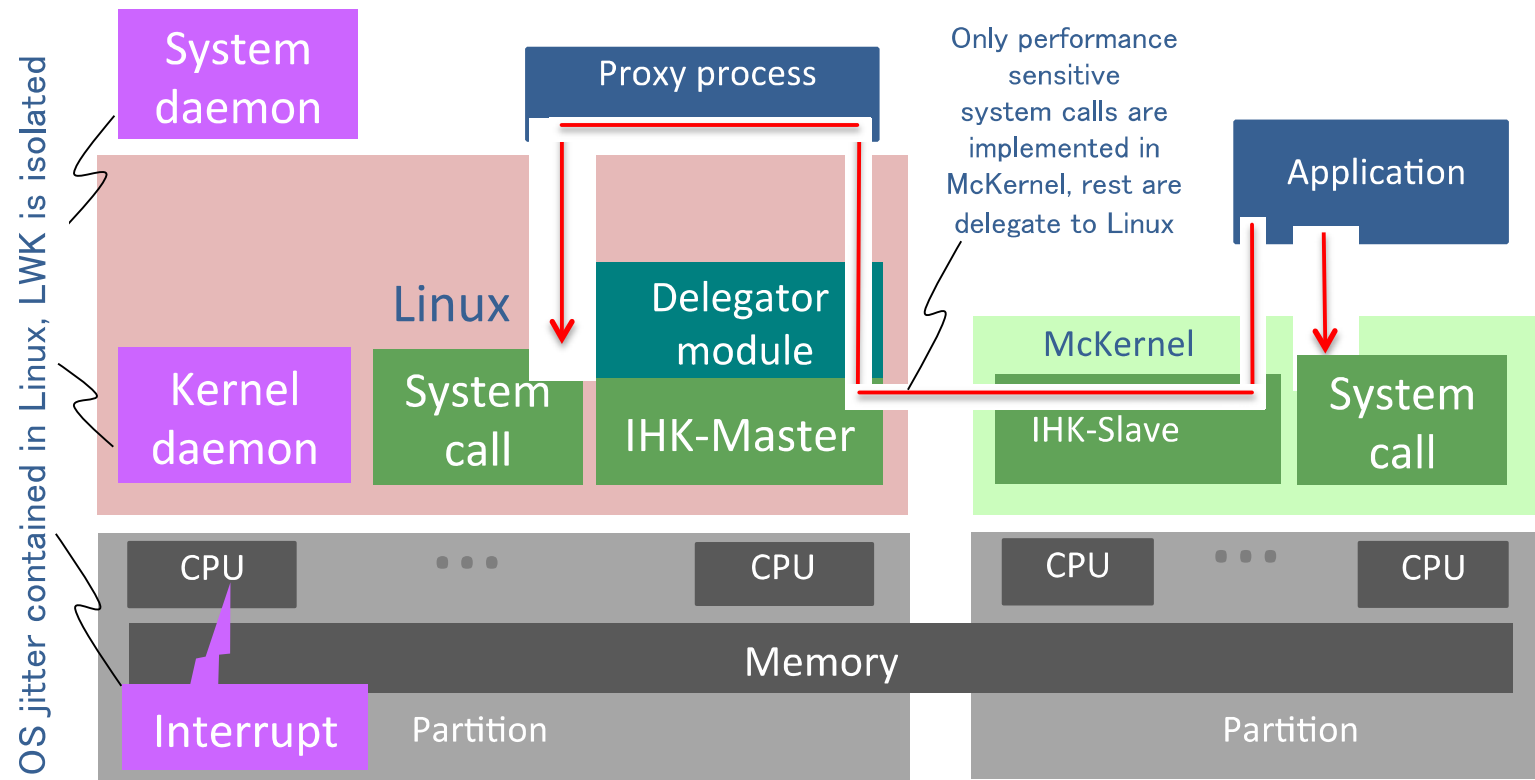 OS jitter contained in Linux, LWK is isolated
System
daemon
Proxy process
Only performance
sensitive
system calls are
implemented in
McKernel, rest are
delegate to Linux
Application
Linux
Delegator
module
McKernel
Kernel
daemon
System
call
IHK-Master
IHK-Slave
System
call
CPU
...
CPU
CPU
...
CPU
Memory
Interrupt
Partition
Partition